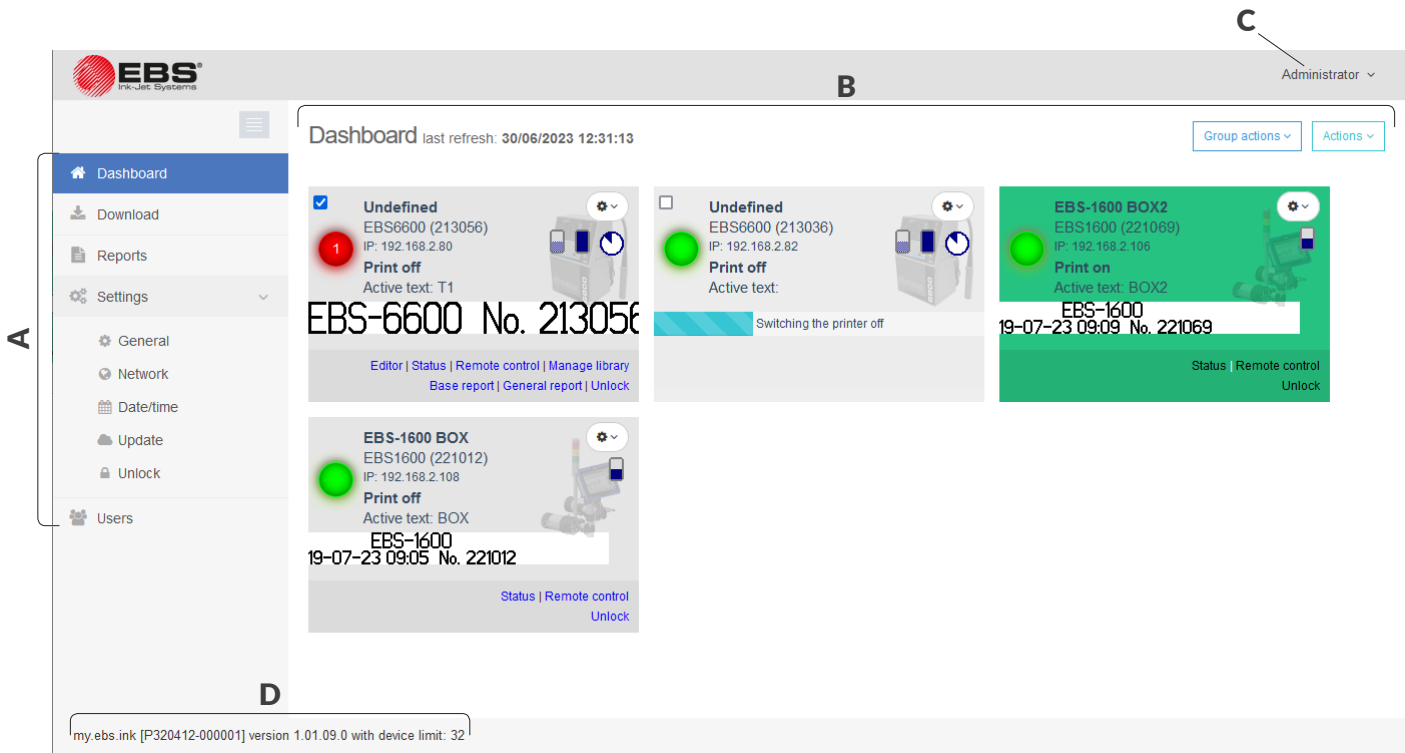 C
EBS®
Ink-Jet Systems
Administrator
B
Dashboard last refresh: 30/06/2023 12:31:13
Group actions
Actions
A
Dashboard
Download
Reports
Settings
General
Network
Date/time
Update
Unlock
Users
Undefined
EBS6600 (213056)
1
IP: 192.168.2.80
Print off
Active text: T1
EBS-6600 No. 213056
Editor | Status | Remote control | Manage library
Base report | General report | Unlock
Undefined
EBS6600 (213036)
IP: 192.168.2.82
Print off
Active text:
Switching the printer off
EBS-1600 BOX2
EBS1600 (221069)
IP: 192.168.2.106
Print on
Active text: BOX2
EBS-1600
19-07-23 09:09 No. 221069
Status | Remote control
Unlock
EBS-1600 BOX
EBS1600 (221012)
IP: 192.168.2.108
Print off
Active text: BOX
EBS-1600
19-07-23 09:05 No. 221012
Status | Remote control
Unlock
D
my.ebs.ink [P320412-000001] version 1.01.09.0 with device limit: 32